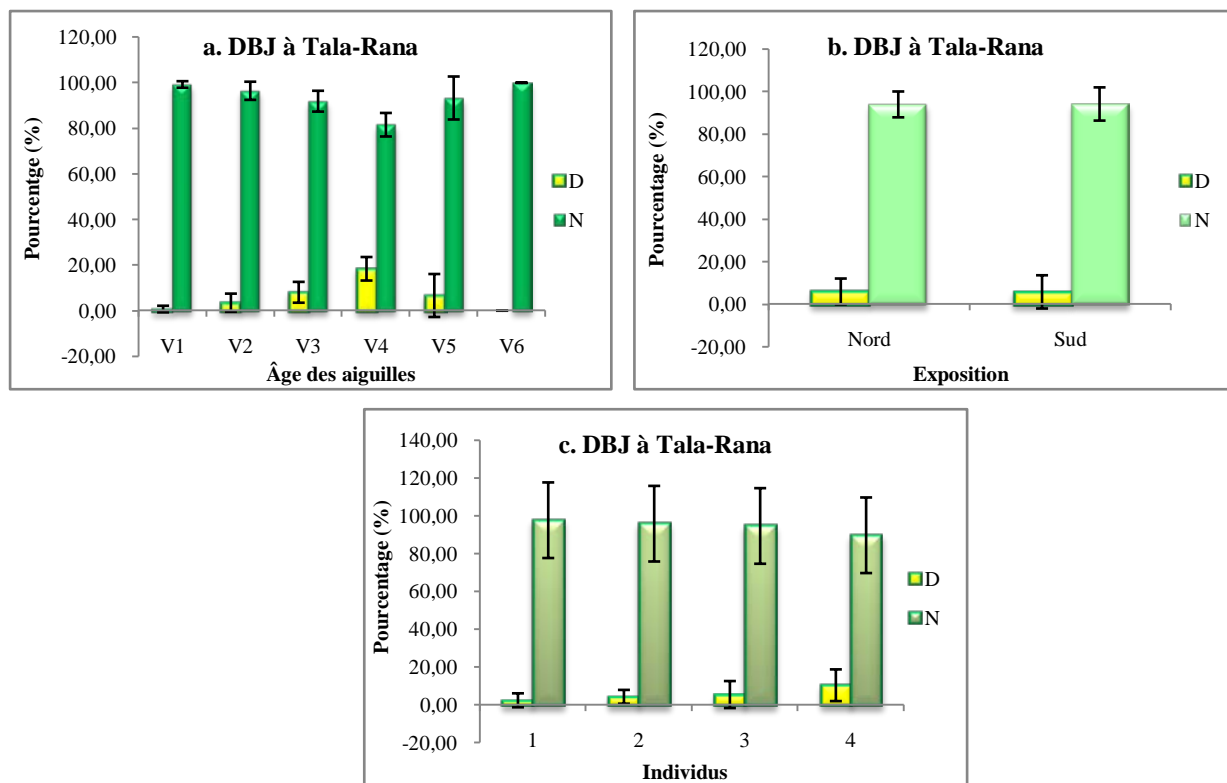 a. DBJ à Tala-Rana
120,00
100,00
80,00
60,00
40,00
20,00
0,00
-20,00
Pourcentge (%)
V1 V2 V3 V4 V5 V6
Âge des aiguilles
D
N
b. DBJ à Tala-Rana
120,00
100,00
80,00
60,00
40,00
20,00
0,00
-20,00
Pourcentage (%)
Nord Sud
Exposition
D
N
c. DBJ à Tala-Rana
140,00
120,00
100,00
80,00
60,00
40,00
20,00
0,00
-20,00
Pourcentage (%)
1 2 3 4
Individus
D
N